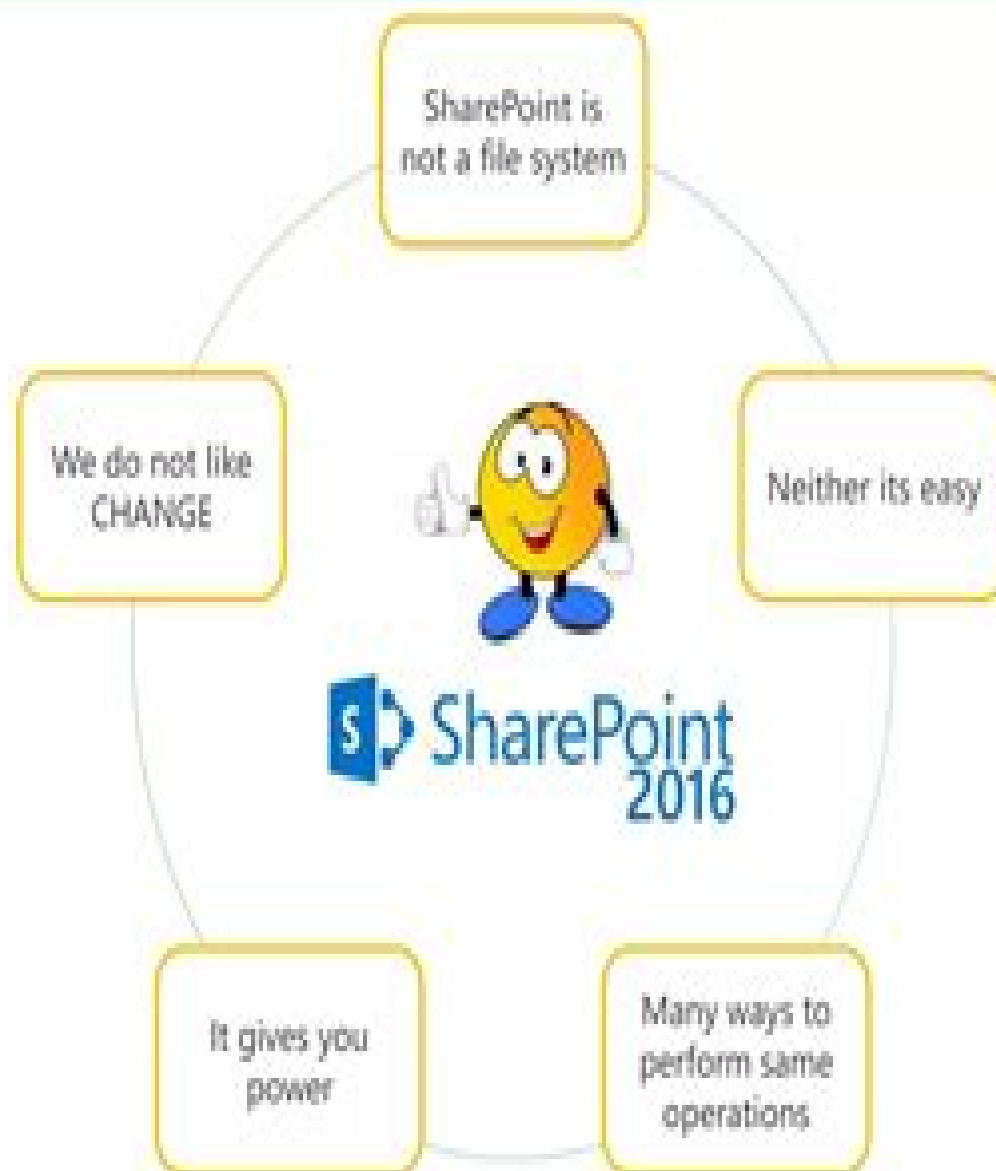 SharePoint is
not a file system
We do not like
CHANGE
Neither its easy
S SharePoint
2016
It gives you
power
Many ways to
perform same
operations